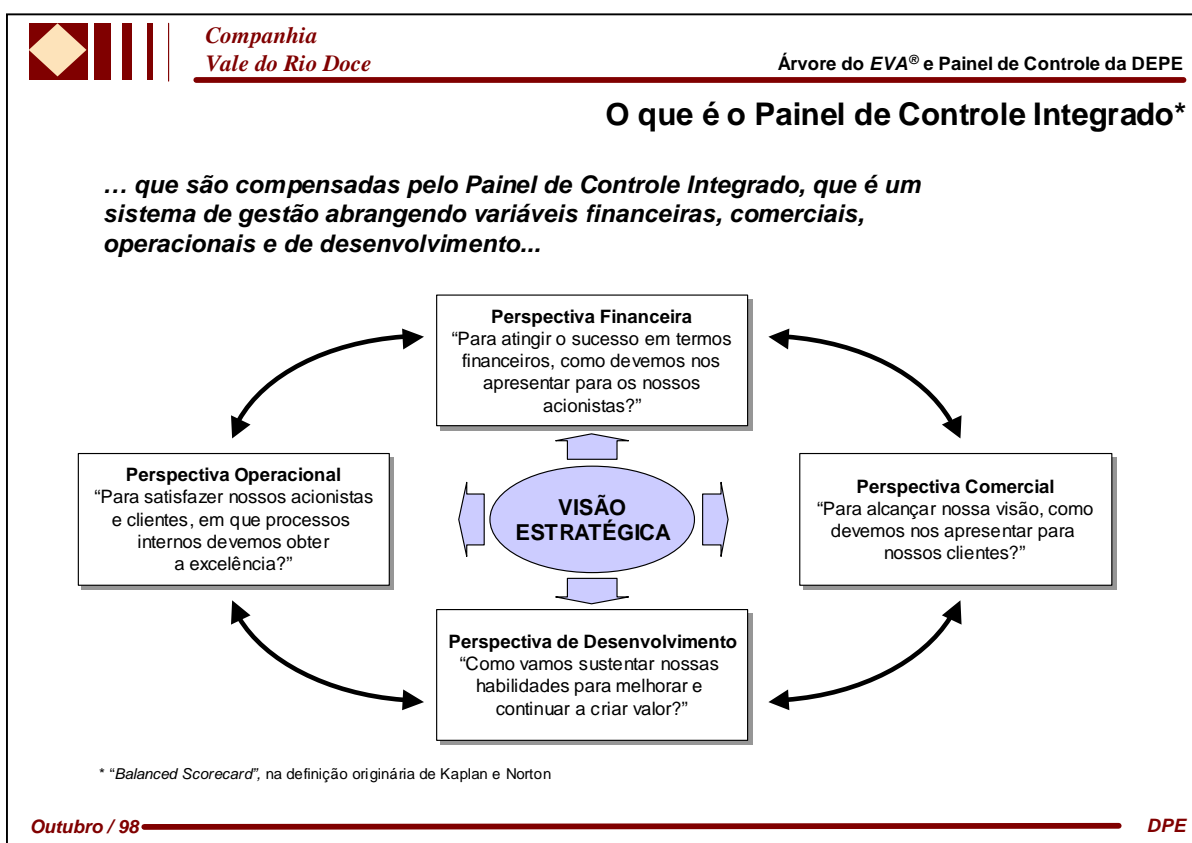 Companhia
Vale do Rio Doce
Árvore do EVA® e Painel de Controle da DEPE
O que é o Painel de Controle Integrado*
… que são compensadas pelo Painel de Controle Integrado, que é um
sistema de gestão abrangendo variáveis financeiras, comerciais,
operacionais e de desenvolvimento...
Perspectiva Financeira
“Para atingir o sucesso em termos
financeiros, como devemos nos
apresentar para os nossos
acionistas?”
Perspectiva Operacional
“Para satisfazer nossos acionistas
e clientes, em que processos
internos devemos obter
a excelência?”
VISÃO
ESTRATÉGICA
Perspectiva Comercial
“Para alcançar nossa visão, como
devemos nos apresentar para
nossos clientes?”
Perspectiva de Desenvolvimento
“Como vamos sustentar nossas
habilidades para melhorar e
continuar a criar valor?”
* “Balanced Scorecard”, na definição originária de Kaplan e Norton
Outubro / 98
DPE